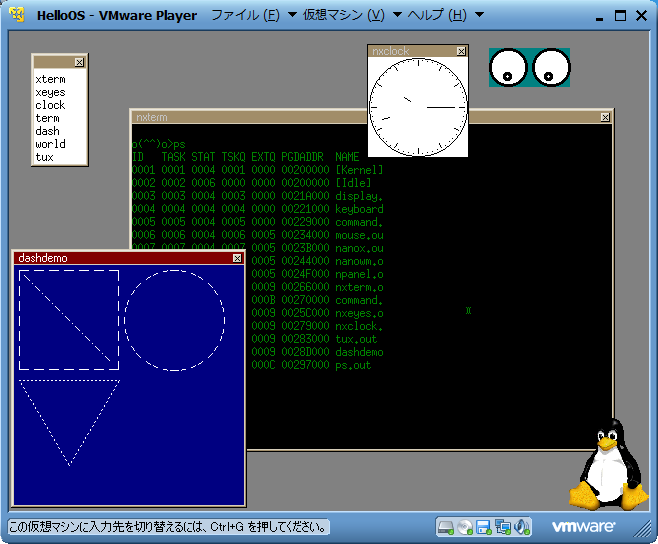 HelloOS - VMware Player ファイル (F) 仮想マシン (V) ヘルプ (H)
xterm
xeyes
clock
term
dash
world
tux
nxclock
nxterm
o(^^)o>ps
ID TASK STAT TSKQ EXTQ PGDADDR NAME
0001 0001 0004 0001 0000 00200000 [Kernel]
0002 0002 0006 0000 0000 00200000 [Idle]
0003 0003 0004 0003 0000 0021A000 display.
0004 0004 0004 0004 0000 00221000 keyboard
0005 0005 0004 0005 0000 00229000 command.
0006 0006 0004 0006 0005 00234000 mouse.ou
0007 0007 0004 0007 0005 0023B000 nanox.ou
0005 00244000 nanowm.o
0005 0024F000 npanel.o
0009 00266000 nxterm.o
000B 00270000 command.
0009 0025C000 nxeyes.o
0009 00279000 nxclock.
0009 00283000 tux.out
0009 0028D000 dashdemo
000C 00297000 ps.out
dashdemo
この仮想マシンに入力先を切り替えるには、Ctrl+G を押してください。
vmware